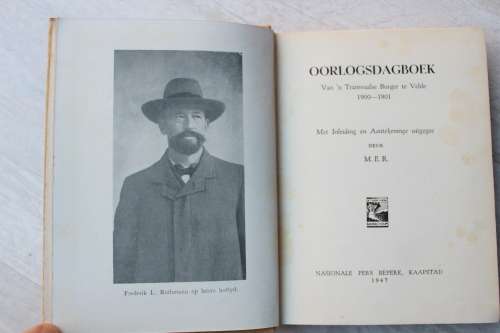 Frederik L. Rothmann op latere leeftyd.
OORLOGSDAGBOEK
Van 'n Transvaalse Burger te Velde
1900—1901
Met Inleiding en Aantekeninge uitgegee
DEUR
M. E. R.
NASIONALE PERS BEPERK, KAAPSTAD
1947